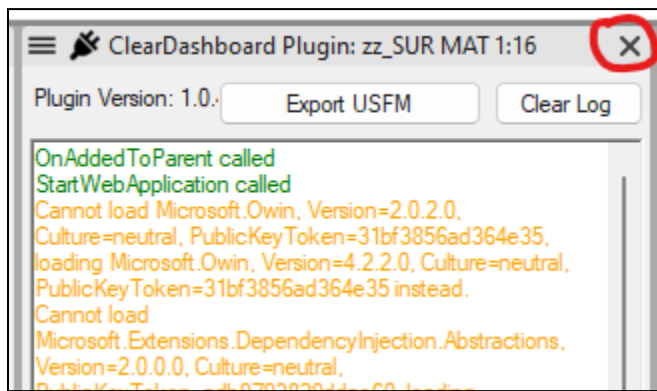 ClearDashboard Plugin: zz_SUR MAT 1:16
Plugin Version: 1.0. Export USFM Clear Log
OnAddedToParent called
StartWebApplication called
Cannot load Microsoft.Owin, Version=2.0.2.0,
Culture=neutral, PublicKeyToken=31bf3856ad364e35,
loading Microsoft.Owin, Version=4.2.2.0, Culture=neutral,
PublicKeyToken=31bf3856ad364e35 instead.
Cannot load
Microsoft.Extensions.DependencyInjection.Abstractions,
Version=2.0.0.0, Culture=neutral,